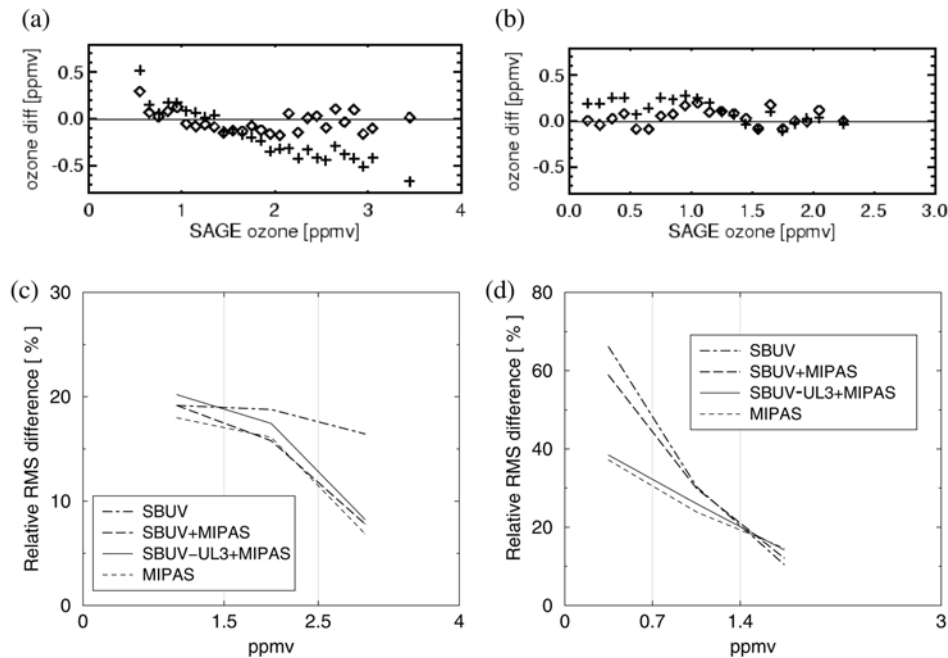 (a)
ozone diff [ppmv]
0.5
0.0
-0.5
0 1 2 3 4
SAGE ozone [ppmv]
(b)
ozone diff [ppmv]
0.5
0.0
-0.5
0.0 0.5 1.0 1.5 2.0 2.5 3.0
SAGE ozone [ppmv]
(c)
Relative RMS difference [ % ]
30
20
10
0
SBUV
SBUV+MIPAS
SBUV-UL3+MIPAS
MIPAS
0 1.5 2.5 4
ppmv
(d)
Relative RMS difference [ % ]
80
60
40
20
0
SBUV
SBUV+MIPAS
SBUV-UL3+MIPAS
MIPAS
0 0.7 1.4 3
ppmv